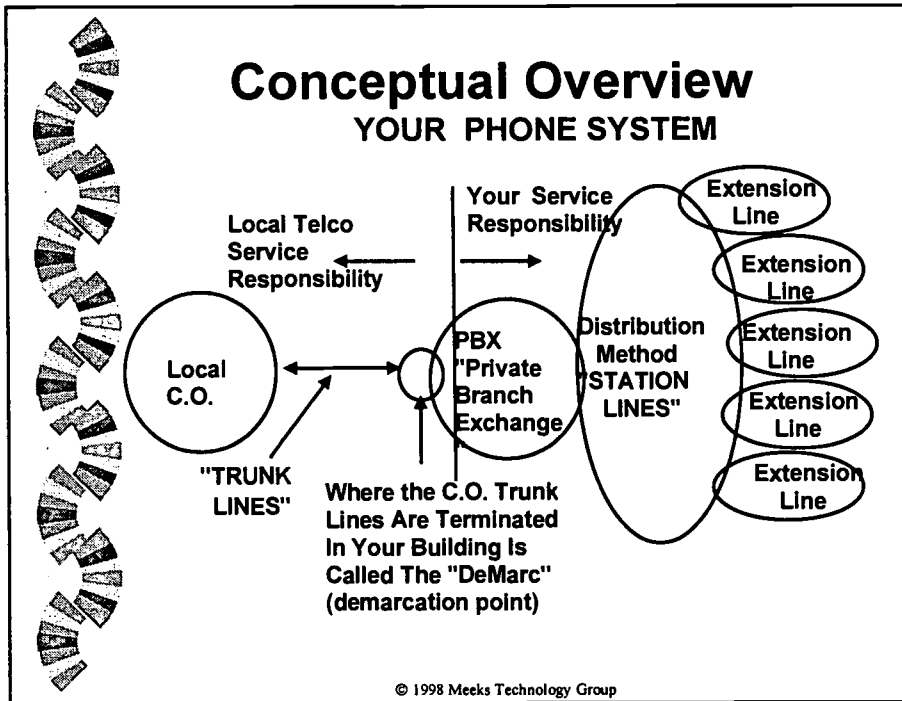 Conceptual Overview
YOUR PHONE SYSTEM
Local Telco
Service
Responsibility
Your Service
Responsibility
Local
C.O.
"TRUNK
LINES"
Where the C.O. Trunk
Lines Are Terminated
In Your Building Is
Called The "DeMarc"
(demarcation point)
PBX
"Private
Branch
Exchange
Distribution
Method
"STATION
LINES"
Extension
Line
Extension
Line
Extension
Line
Extension
Line
Extension
Line
© 1998 Meeks Technology Group